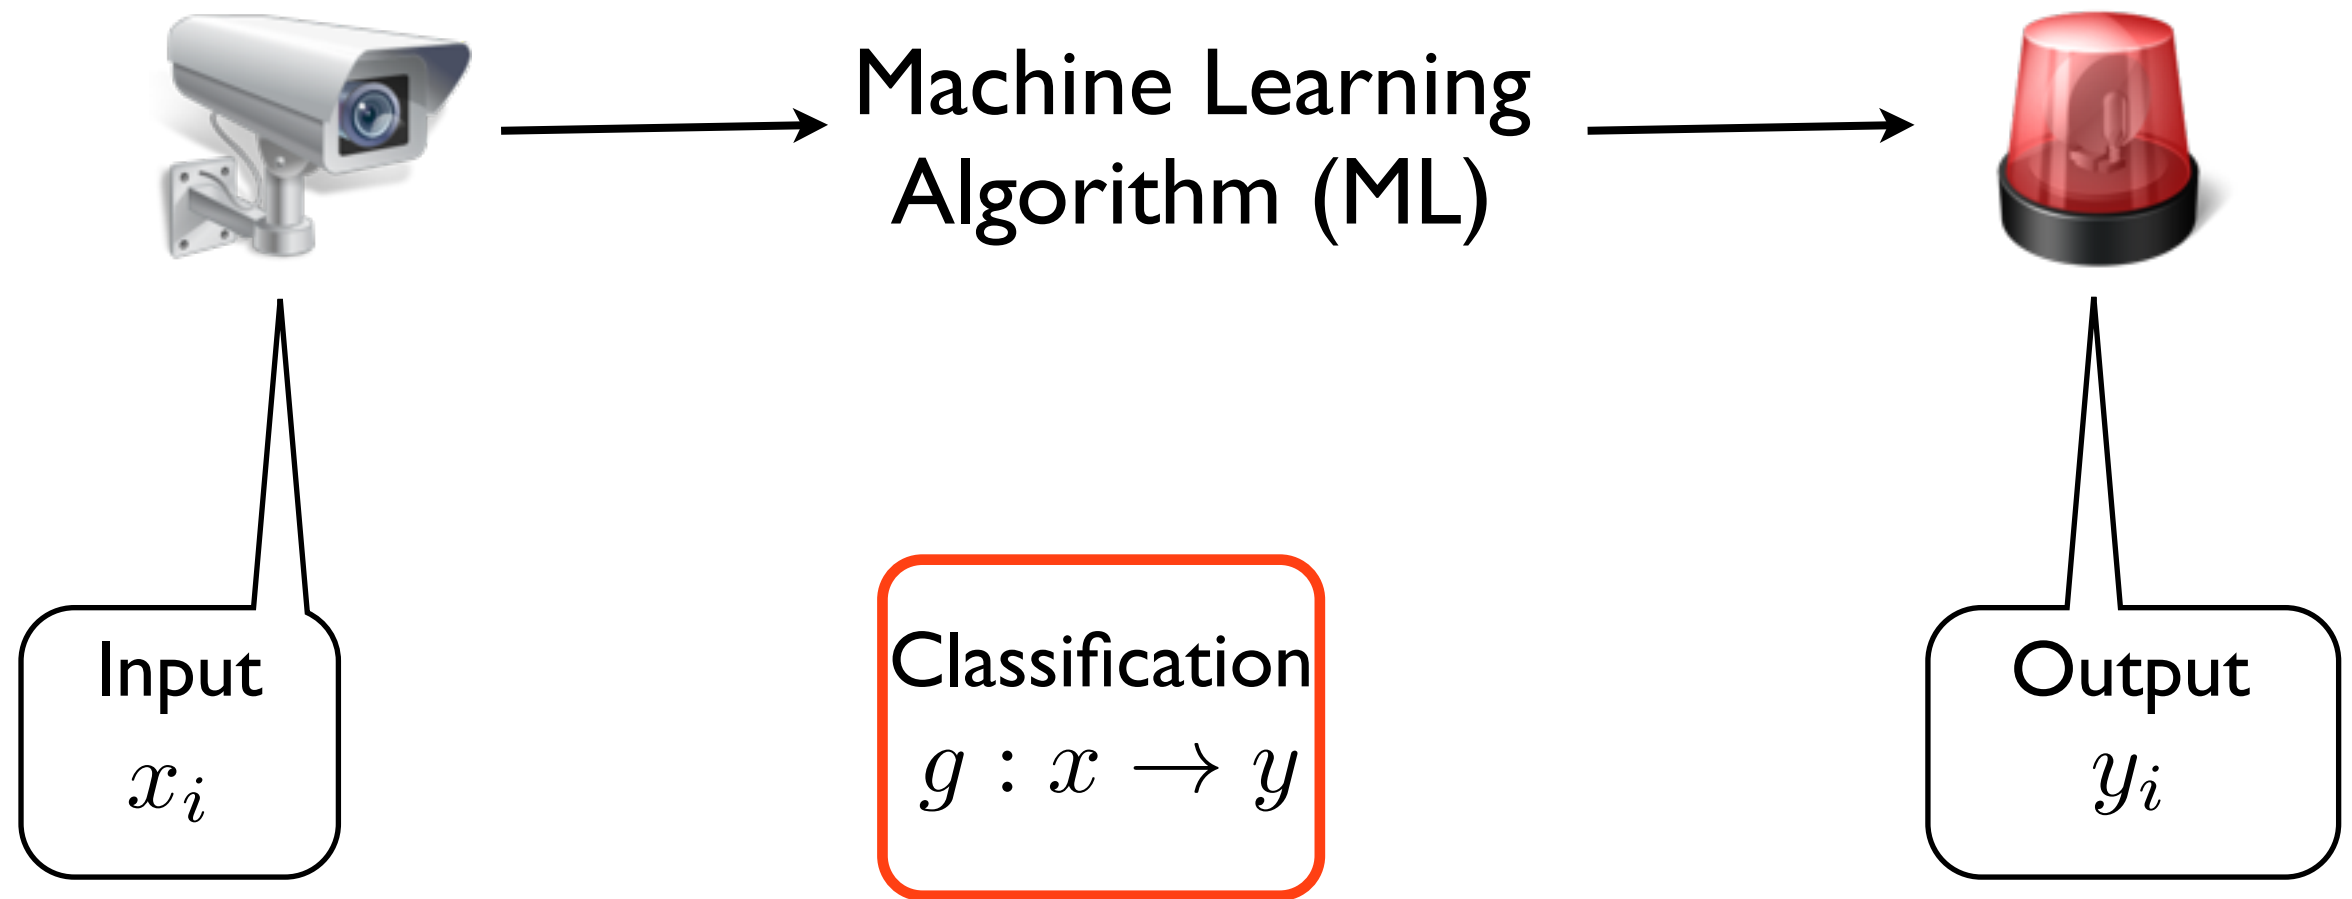 Machine Learning
Algorithm (ML)
Input
x_i
Classification
g : x → y
Output
y_i